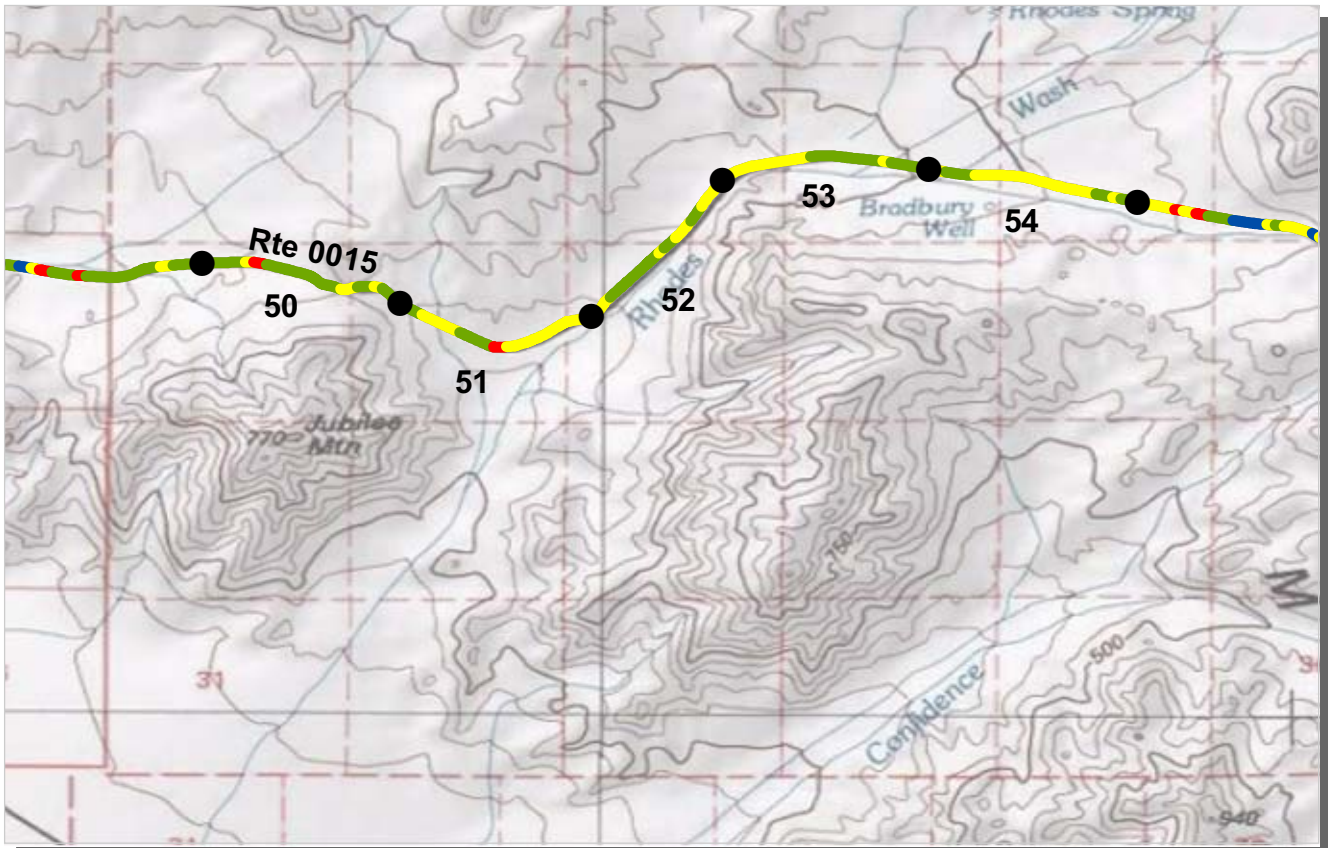 Rhodes Spring
Wash
53
Bradbury
Well
54
Rte 0015
50
Rhodes
52
51
770
Jubilee
Mtn
750
M
500
31
Confidence
940